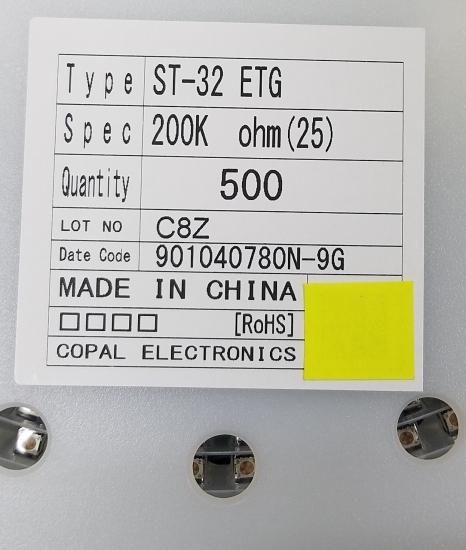 Type ST-32 ETG
Spec 200K ohm(25)
Quantity 500
LOT NO C8Z
Date Code 901040780N-9G
MADE IN CHINA
□□□□ [RoHS]
COPAL ELECTRONICS